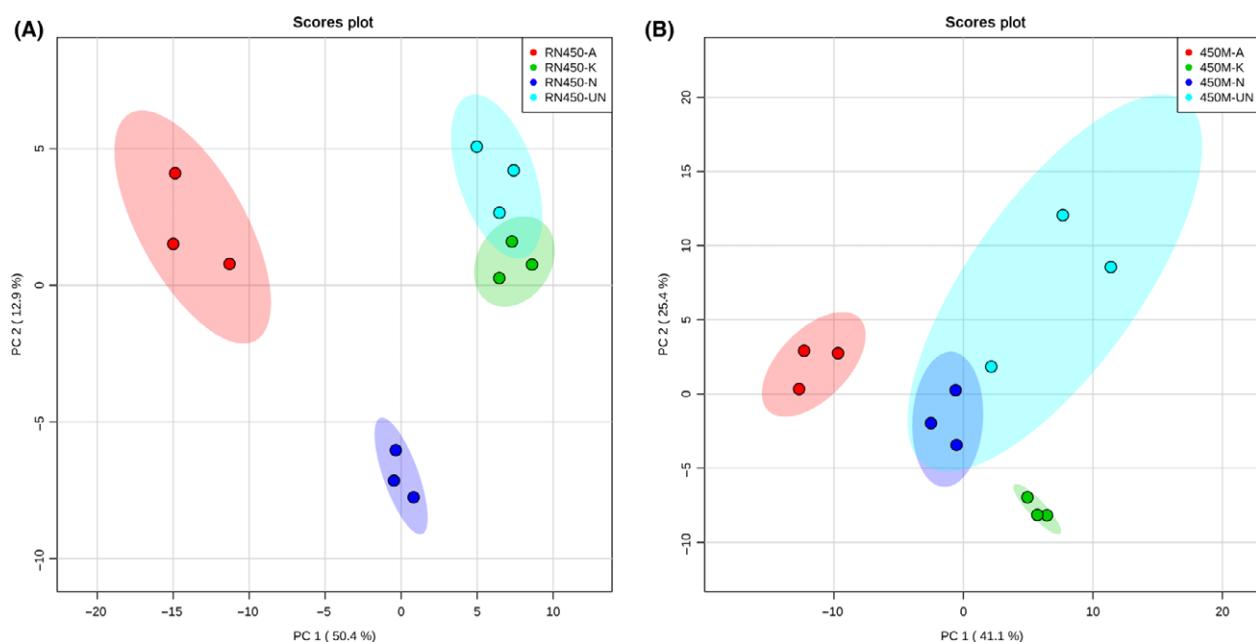 (A)
Scores plot
RN450-A
RN450-K
RN450-N
RN450-UN
5
0
−5
−10
PC 2 ( 12.9 %)
−20
−15
−10
−5
0
5
10
PC 1 ( 50.4 %)
(B)
Scores plot
450M-A
450M-K
450M-N
450M-UN
20
15
10
5
0
−5
−10
PC 2 ( 25.4 %)
−10
0
10
20
PC 1 ( 41.1 %)